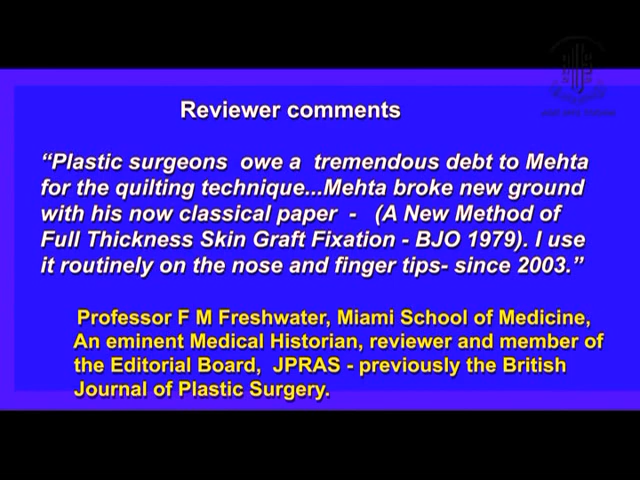 Reviewer comments
“Plastic surgeons owe a tremendous debt to Mehta
for the quilting technique...Mehta broke new ground
with his now classical paper - (A New Method of
Full Thickness Skin Graft Fixation - BJO 1979). I use
it routinely on the nose and finger tips- since 2003.”
Professor F M Freshwater, Miami School of Medicine,
An eminent Medical Historian, reviewer and member of
the Editorial Board, JPRAS - previously the British
Journal of Plastic Surgery.